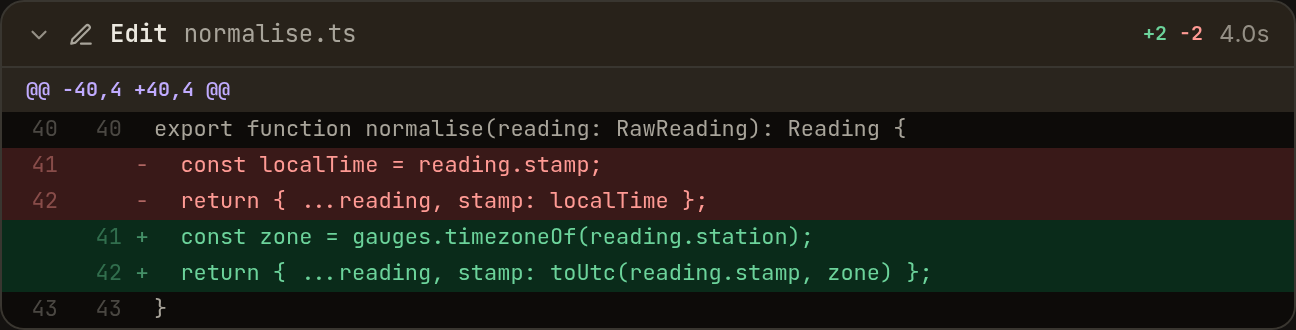 Edit normalise.ts +2 -2 4.0s
@@ -40,4 +40,4 @@
40 40 export function normalise(reading: RawReading): Reading {
41 - const localTime = reading.stamp;
42 - return { ...reading, stamp: localTime };
41 + const zone = gauges.timezoneOf(reading.station);
42 + return { ...reading, stamp: toUtc(reading.stamp, zone) };
43 43 }